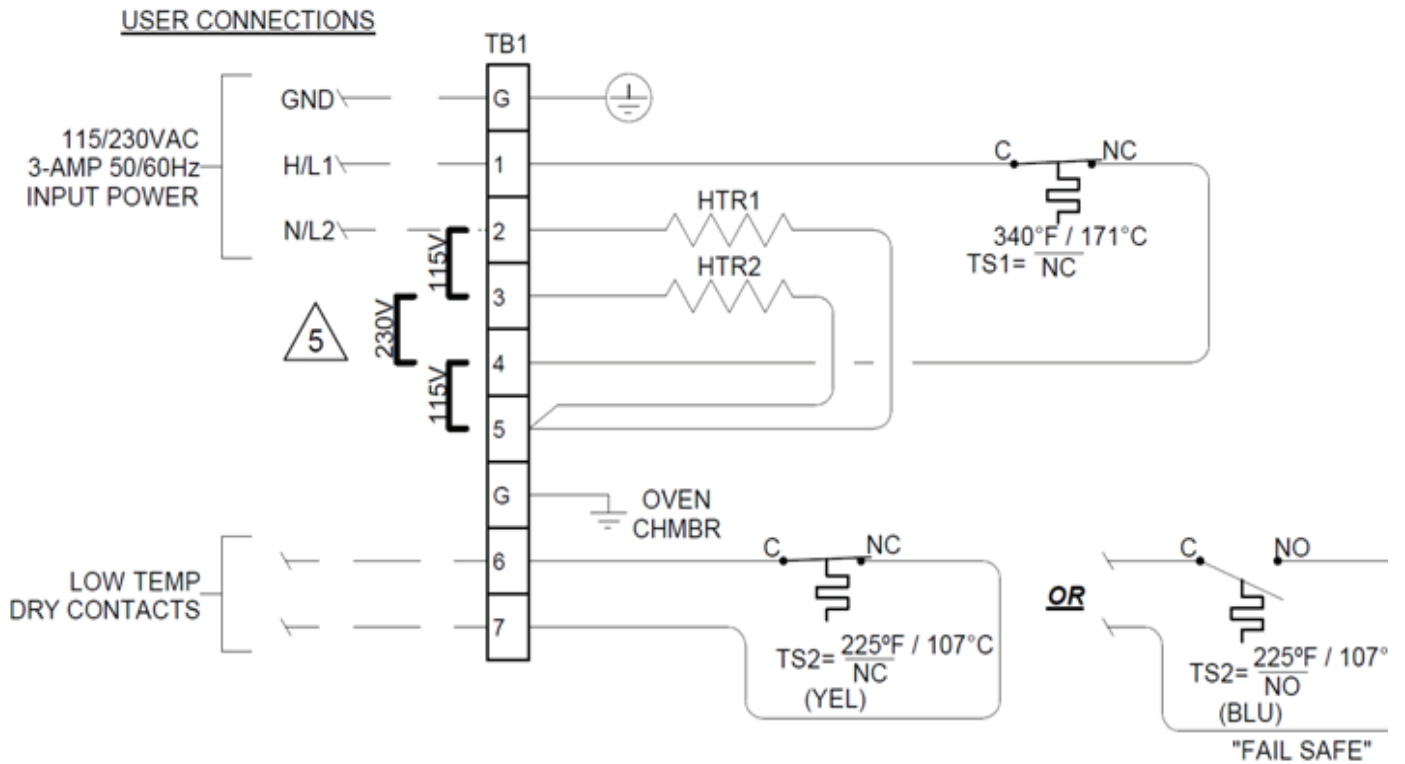 USER CONNECTIONS
TB1
GND
G
115/230VAC
3-AMP 50/60Hz
INPUT POWER
H/L1
1
C
NC
N/L2
2
HTR1
340°F / 171°C
TS1= NC
115V
HTR2
3
5
230V
4
115V
5
G
OVEN
CHMBR
LOW TEMP
DRY CONTACTS
6
C
NC
7
TS2= 225ºF / 107°C
NC
(YEL)
OR
C
NO
TS2= 225ºF / 107°
NO
(BLU)
"FAIL SAFE"